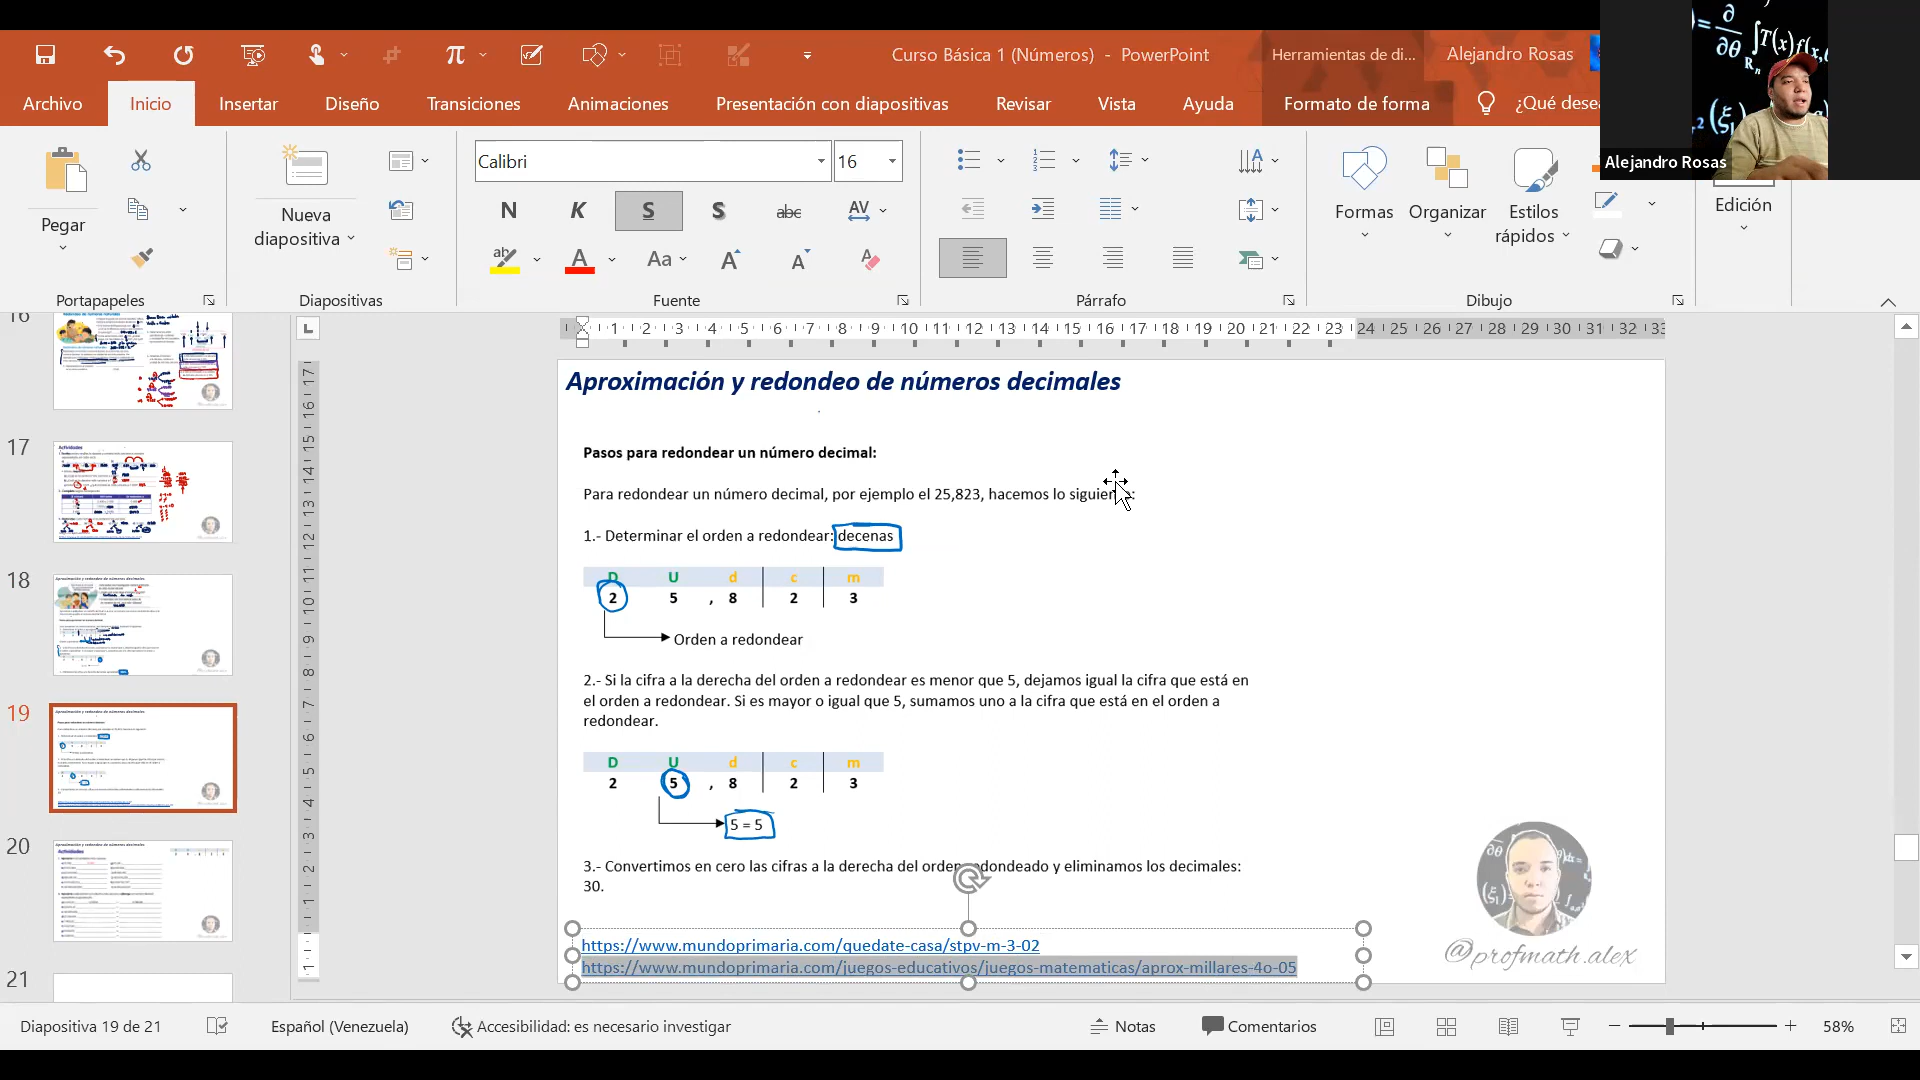 Curso Básica 1 (Números) - PowerPoint
Herramientas de di...
Alejandro Rosas
Archivo
Inicio
Insertar
Diseño
Transiciones
Animaciones
Presentación con diapositivas
Revisar
Vista
Ayuda
Formato de forma
¿Qué dese
Alejandro Rosas
Pegar
Nueva diapositiva
Calibri
16
N K S S abc AV
Aa
Formas
Organizar
Estilos rápidos
Edición
Portapapeles
Diapositivas
Fuente
Párrafo
Dibujo
16
17
18
19
20
21
Aproximación y redondeo de números decimales
Pasos para redondear un número decimal:
Para redondear un número decimal, por ejemplo el 25,823, hacemos lo siguiente:
1.- Determinar el orden a redondear: decenas
D U d c m
2 5 , 8 2 3
Orden a redondear
2.- Si la cifra a la derecha del orden a redondear es menor que 5, dejamos igual la cifra que está en
el orden a redondear. Si es mayor o igual que 5, sumamos uno a la cifra que está en el orden a
redondear.
D U d c m
2 5 , 8 2 3
5 = 5
3.- Convertimos en cero las cifras a la derecha del orden redondeado y eliminamos los decimales:
30.
https://www.mundoprimaria.com/quedate-casa/stpv-m-3-02
https://www.mundoprimaria.com/juegos-educativos/juegos-matematicas/aprox-millares-4o-05
@profmath.alex
Diapositiva 19 de 21
Español (Venezuela)
Accesibilidad: es necesario investigar
Notas
Comentarios
58%